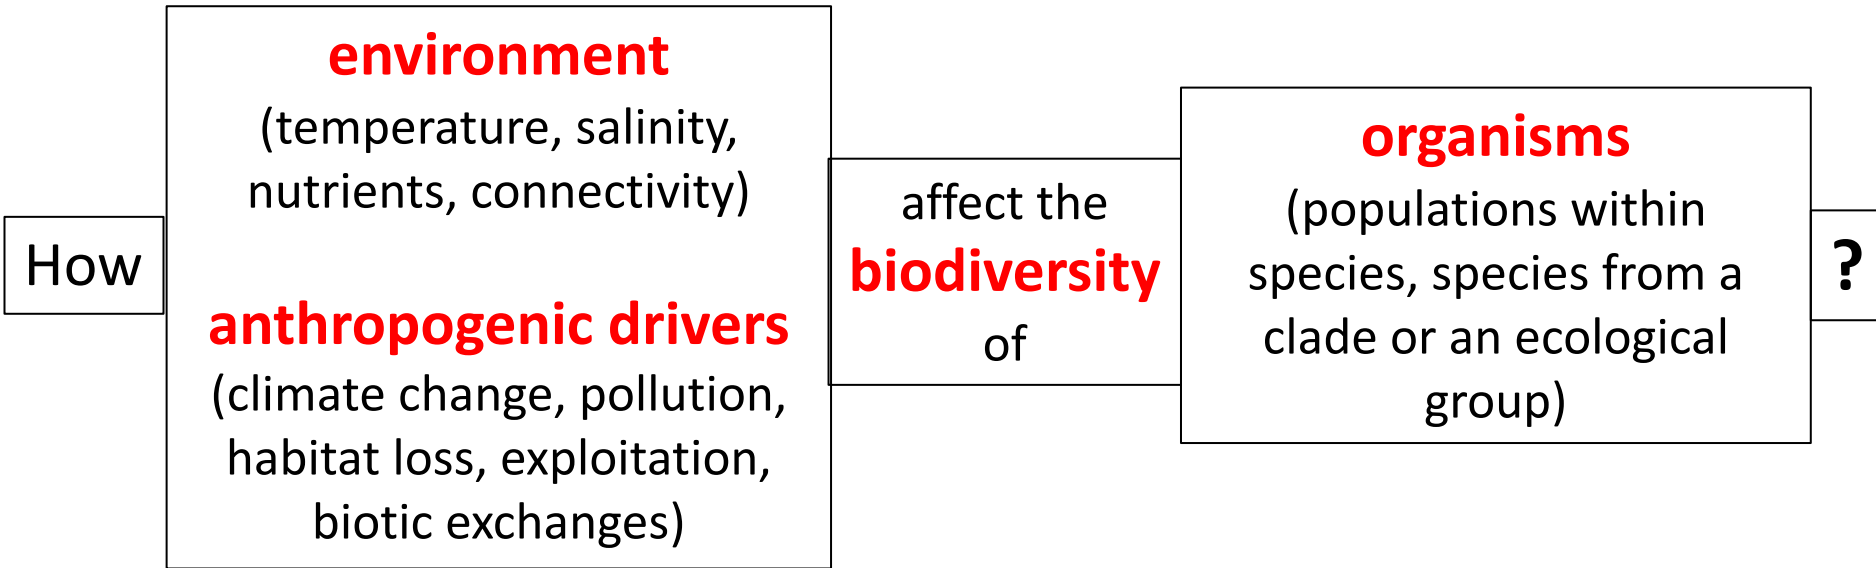 How
environment
(temperature, salinity,
nutrients, connectivity)
anthropogenic drivers
(climate change, pollution,
habitat loss, exploitation,
biotic exchanges)
affect the
biodiversity
of
organisms
(populations within
species, species from a
clade or an ecological
group)
?